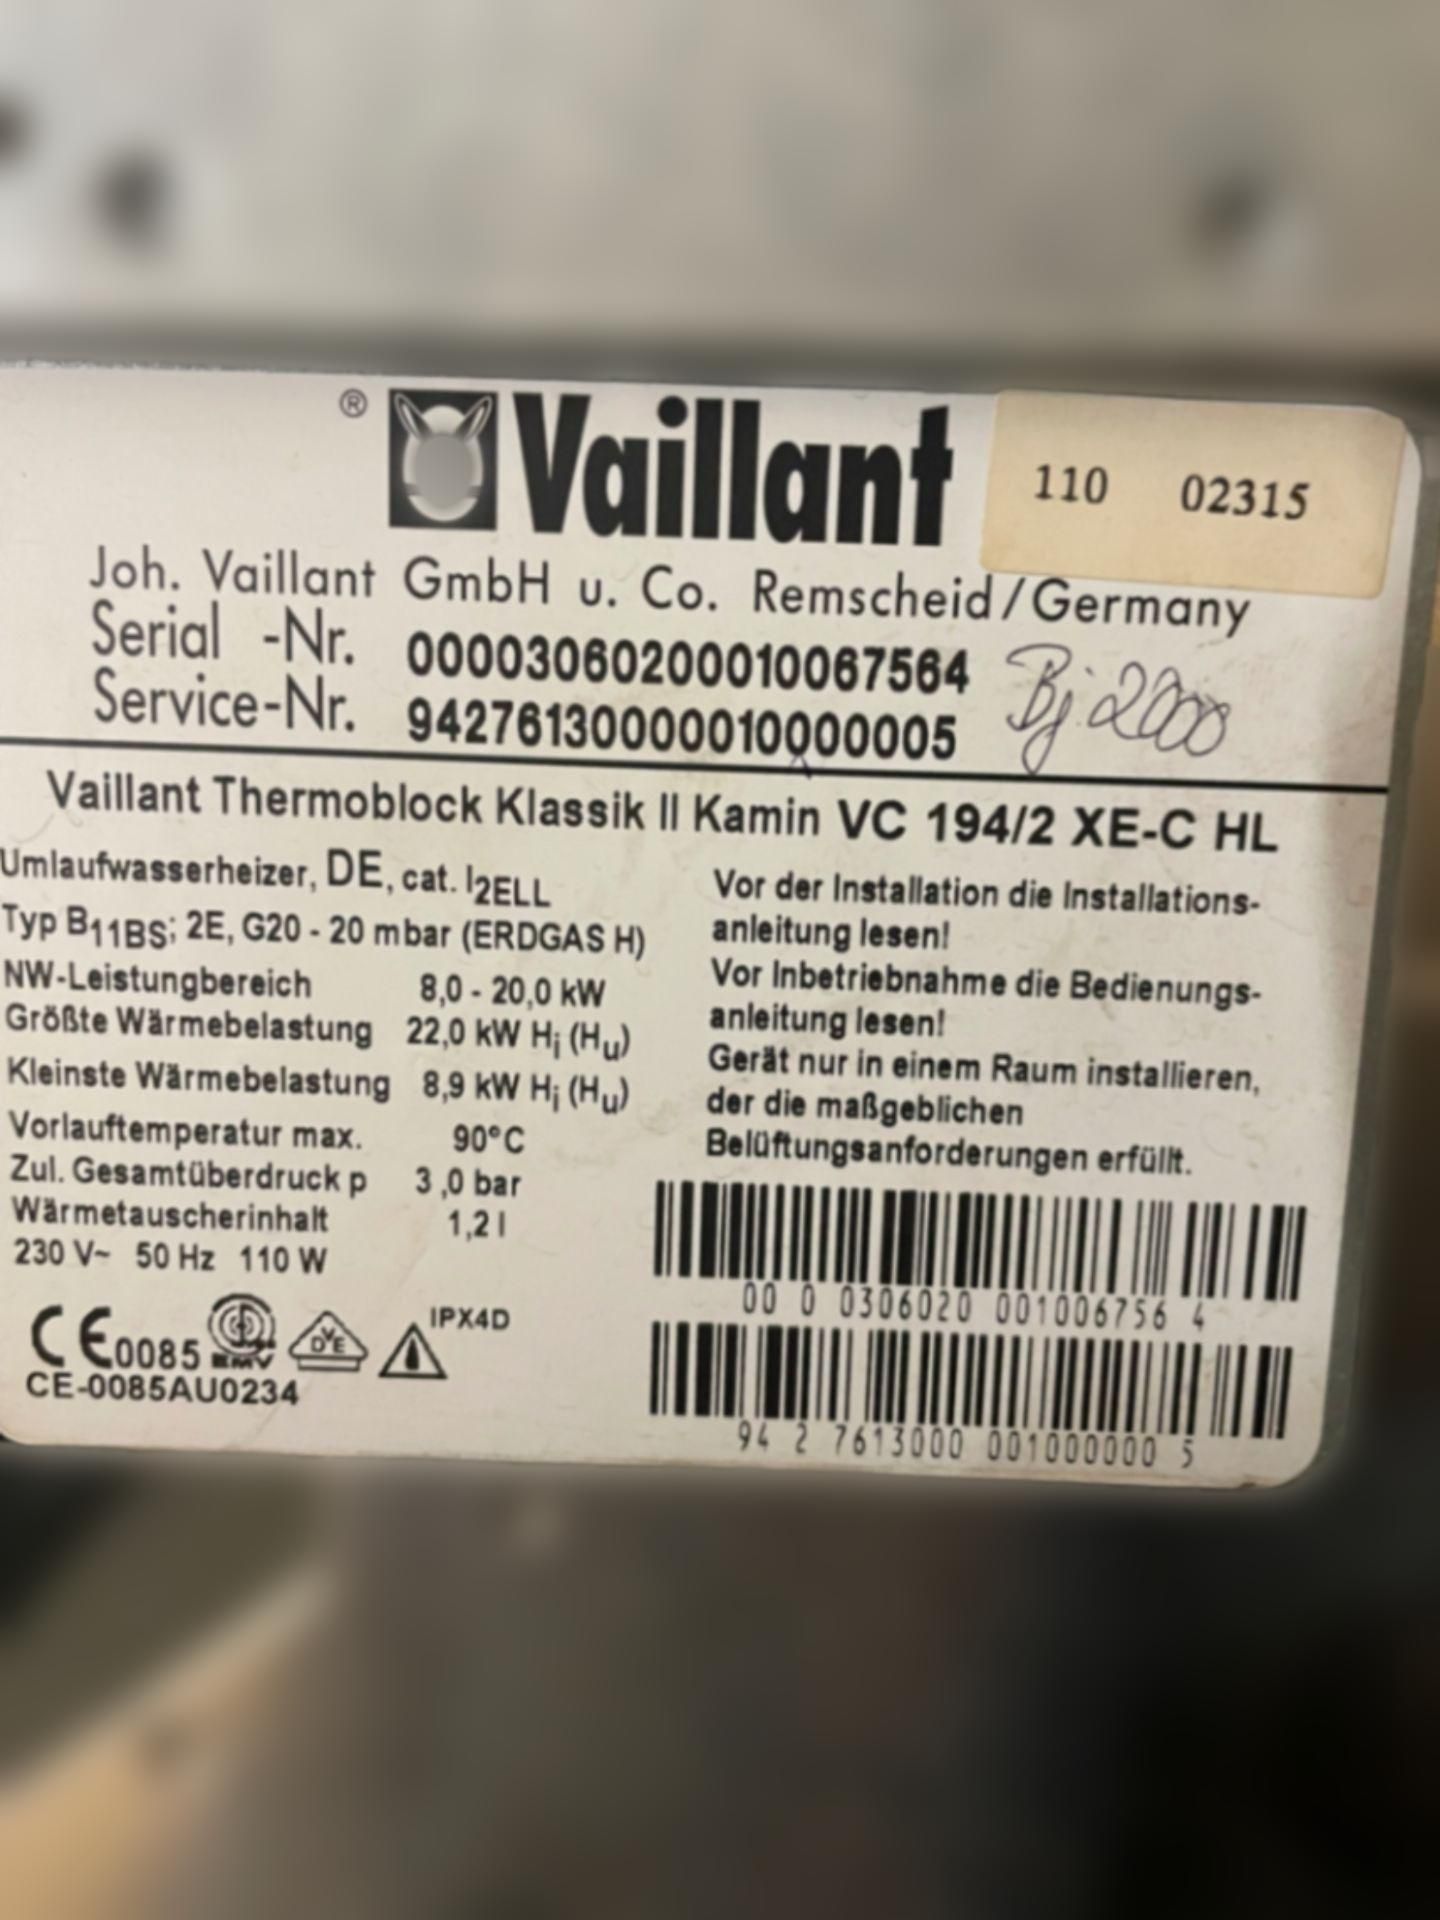 ® Vaillant 110 02315
Joh. Vaillant GmbH u. Co. Remscheid/Germany
Serial -Nr. 00003060200010067564
Service-Nr. 94276130000010000005 Bj 2000
Vaillant Thermoblock Klassik II Kamin VC 194/2 XE-C HL
Umlaufwasserheizer, DE, cat. I2ELL
Typ B11BS; 2E, G20 - 20 mbar (ERDGAS H)
NW-Leistungbereich 8,0 - 20,0 kW
Größte Wärmebelastung 22,0 kW Hi (Hu)
Kleinste Wärmebelastung 8,9 kW Hi (Hu)
Vorlauftemperatur max. 90°C
Zul. Gesamtüberdruck p 3 ,0 bar
Wärmetauscherinhalt 1,2 l
230 V~ 50 Hz 110 W
Vor der Installation die Installations-
anleitung lesen!
Vor Inbetriebnahme die Bedienungs-
anleitung lesen!
Gerät nur in einem Raum installieren,
der die maßgeblichen
Belüftungsanforderungen erfüllt.
00 0 0306020 001006756 4
94 2 7613000 001000000 5
CE 0085 EMV DVE IPX4D
CE-0085AU0234